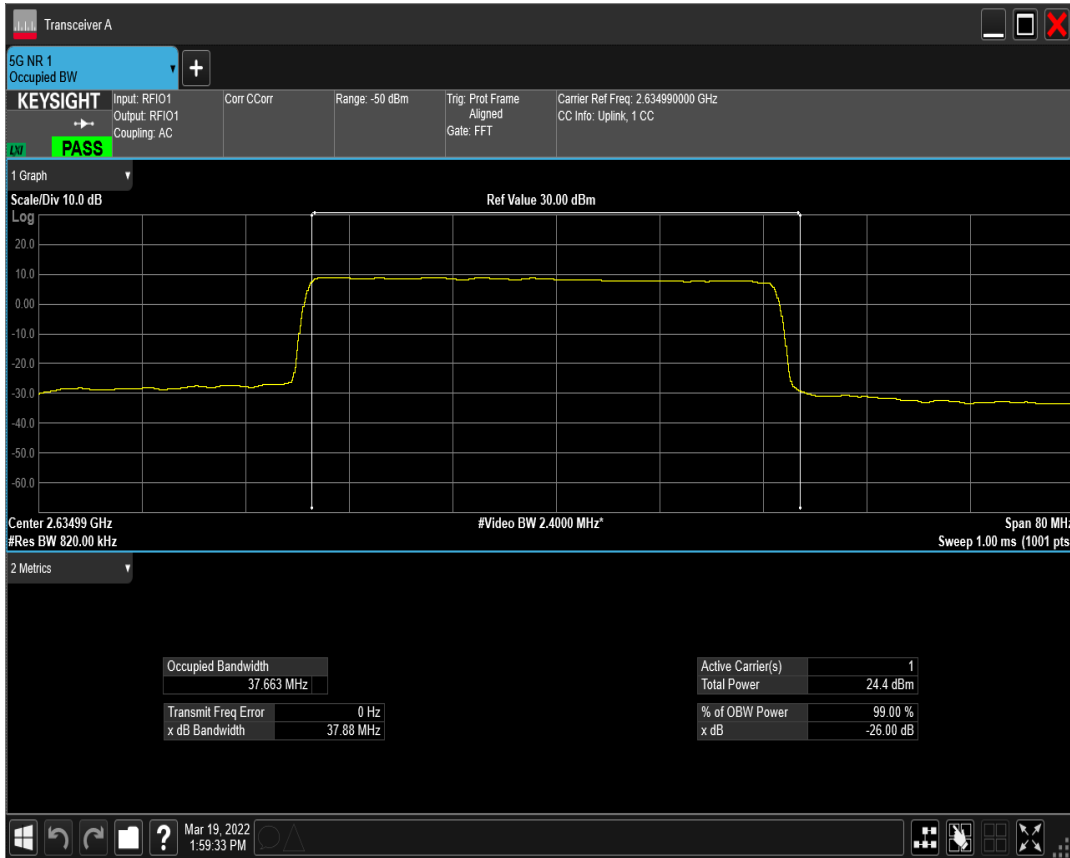 Transceiver A
5G NR 1
Occupied BW
KEYSIGHT
Input: RFIO1
Output: RFIO1
Coupling: AC
Corr CCorr
Range: -50 dBm
Trig: Prot Frame
Aligned
Gate: FFT
Carrier Ref Freq: 2.634990000 GHz
CC Info: Uplink, 1 CC
LXI
PASS
1 Graph
Scale/Div 10.0 dB
Ref Value 30.00 dBm
Log
20.0
10.0
0.00
-10.0
-20.0
-30.0
-40.0
-50.0
-60.0
Center 2.63499 GHz
#Video BW 2.4000 MHz*
Span 80 MHz
#Res BW 820.00 kHz
Sweep 1.00 ms (1001 pts
2 Metrics
Occupied Bandwidth
37.663 MHz
Transmit Freq Error 0 Hz
x dB Bandwidth 37.88 MHz
Active Carrier(s) 1
Total Power 24.4 dBm
% of OBW Power 99.00 %
x dB -26.00 dB
?
Mar 19, 2022
1:59:33 PM